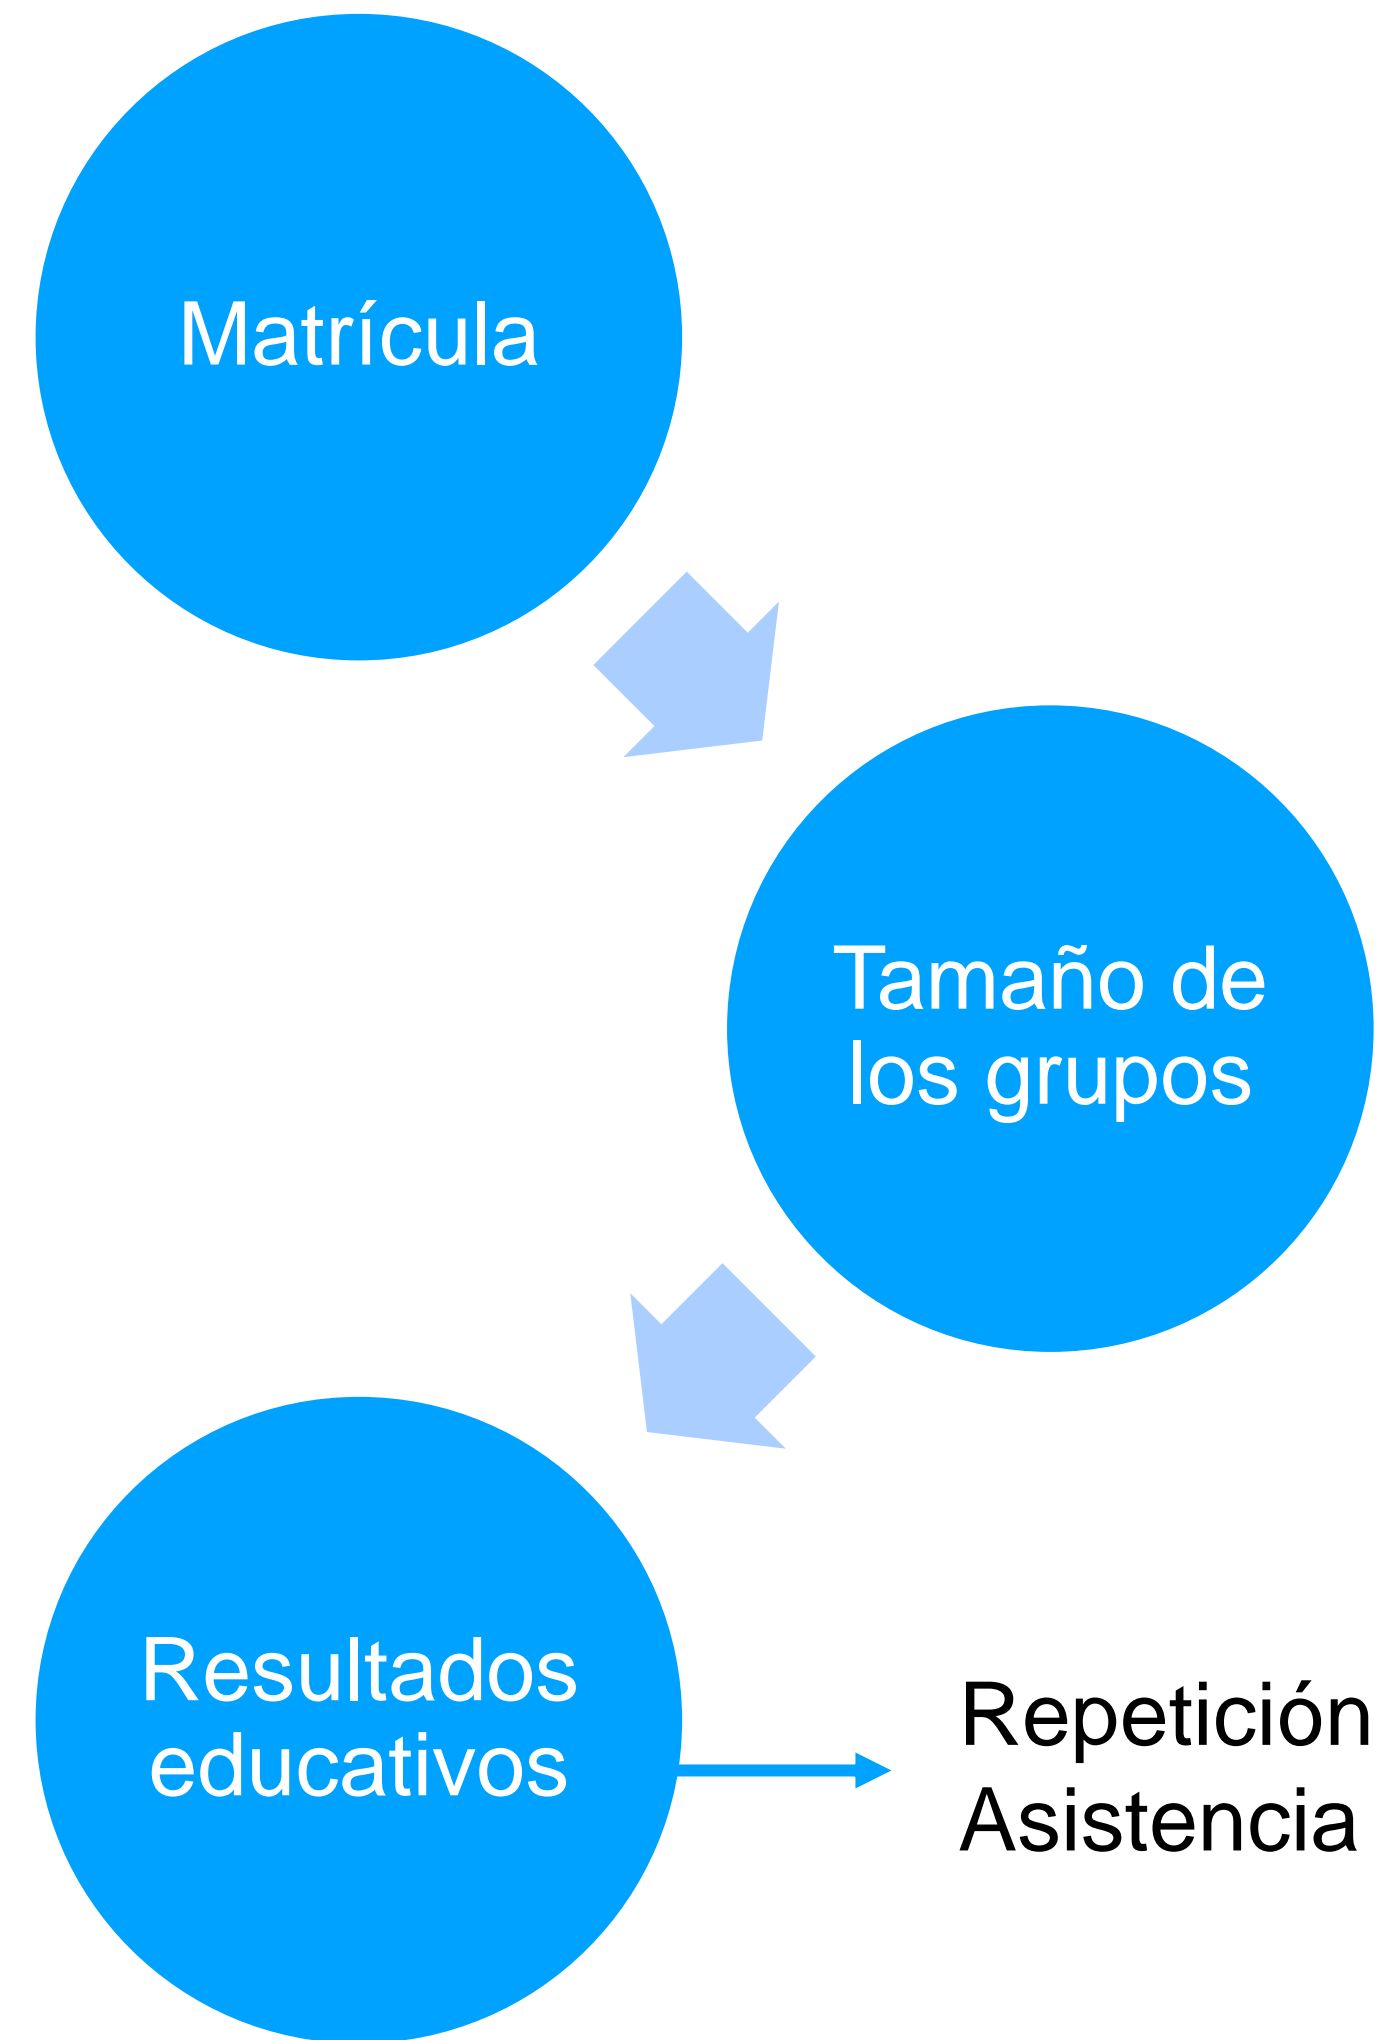 Matrícula
Tamaño de
los grupos
Resultados
educativos
Repetición
Asistencia